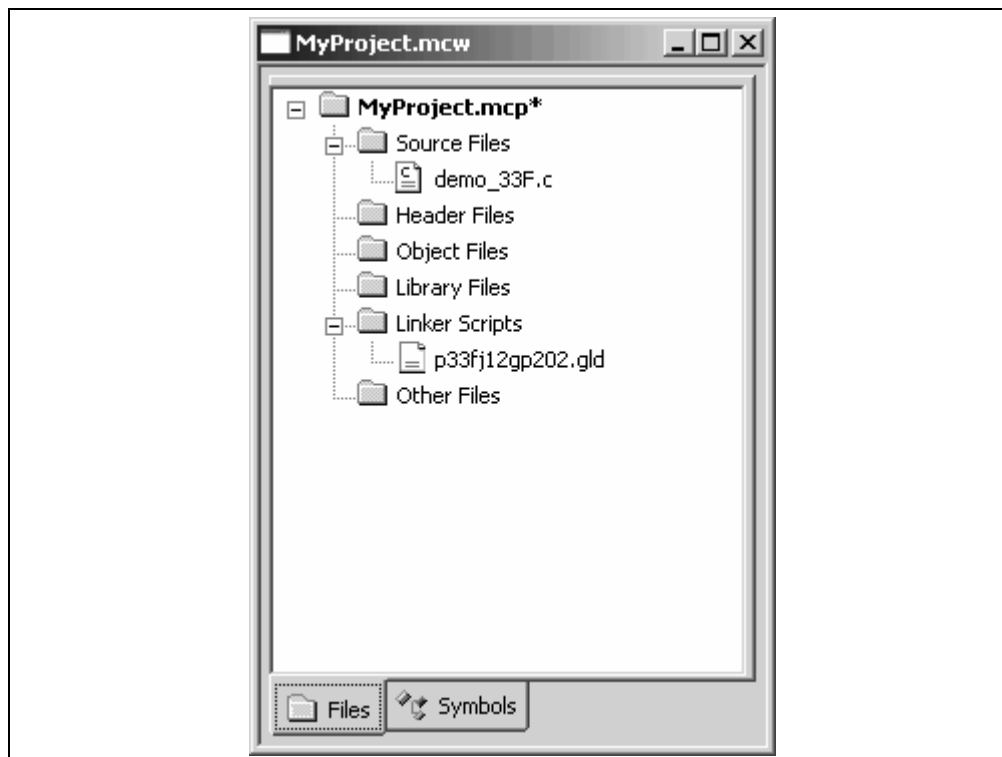 MyProject.mcw
MyProject.mcp*
Source Files
demo_33F.c
Header Files
Object Files
Library Files
Linker Scripts
p33fj12gp202.gld
Other Files
Files Symbols